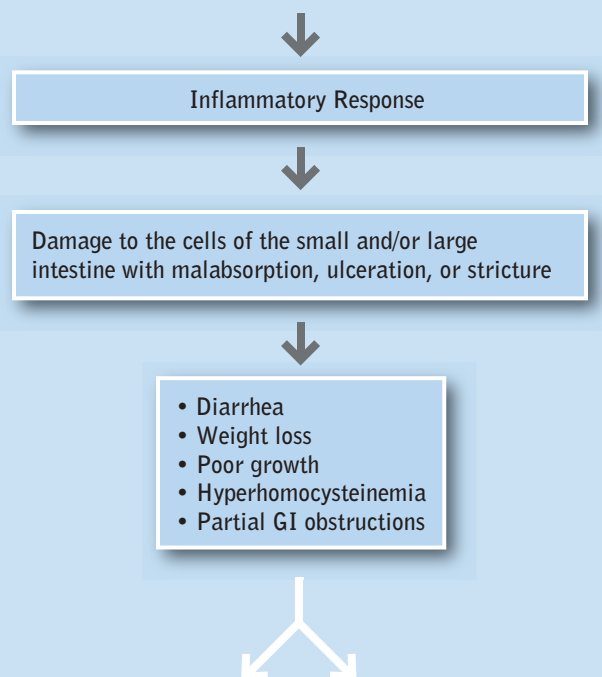 Inflammatory Response
Damage to the cells of the small and/or large
intestine with malabsorption, ulceration, or stricture
• Diarrhea
• Weight loss
• Poor growth
• Hyperhomocysteinemia
• Partial GI obstructions